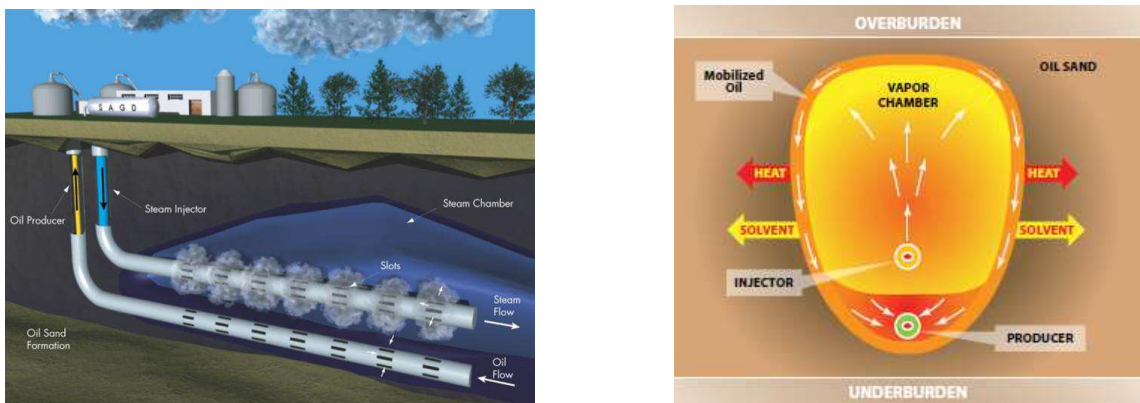 S A G D
Oil Producer
Steam Injector
Steam Chamber
Slots
Steam
Flow
Oil Sand
Formation
Oil
Flow
OVERBURDEN
Mobilized
Oil
OIL SAND
VAPOR
CHAMBER
HEAT
HEAT
SOLVENT
SOLVENT
INJECTOR
PRODUCER
UNDERBURDEN